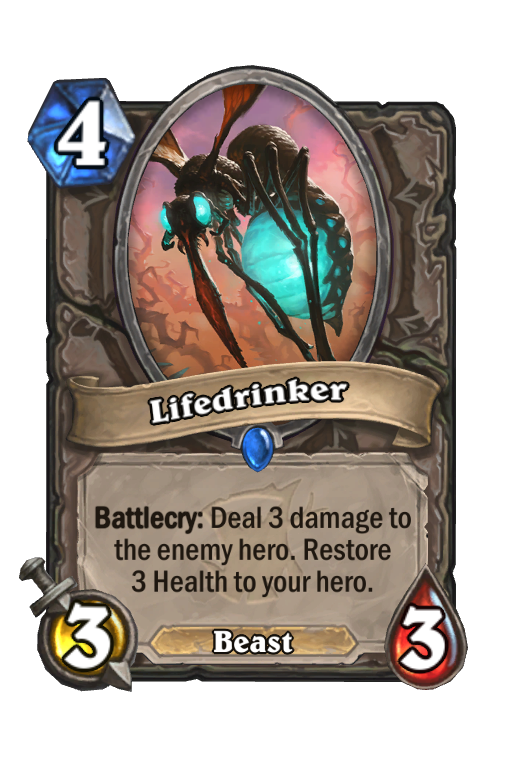 4
Lifedrinker
Battlecry: Deal 3 damage to
the enemy hero. Restore
3 Health to your hero.
3
Beast
3